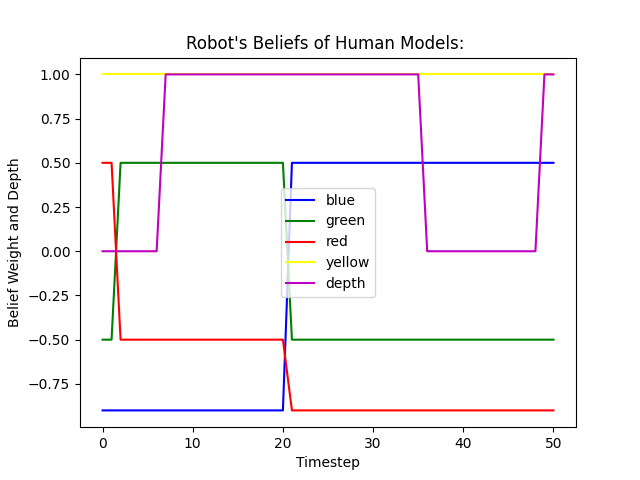 Robot's Beliefs of Human Models:
Belief Weight and Depth
1.00
0.75
0.50
0.25
0.00
−0.25
−0.50
−0.75
blue
green
red
yellow
depth
0 10 20 30 40 50
Timestep